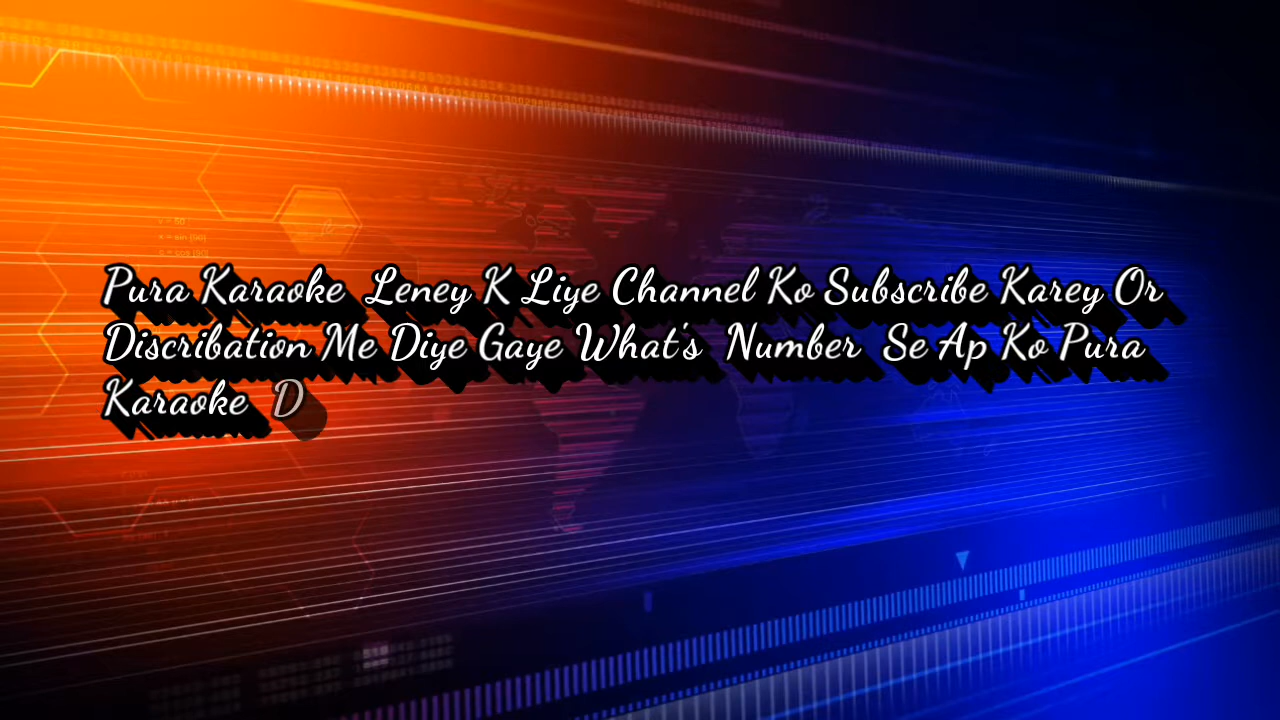 Pura Karaoke Leney K Liye Channel Ko Subscribe Karey Or
Discribation Me Diye Gaye What's Number Se Ap Ko Pura
Karaoke D